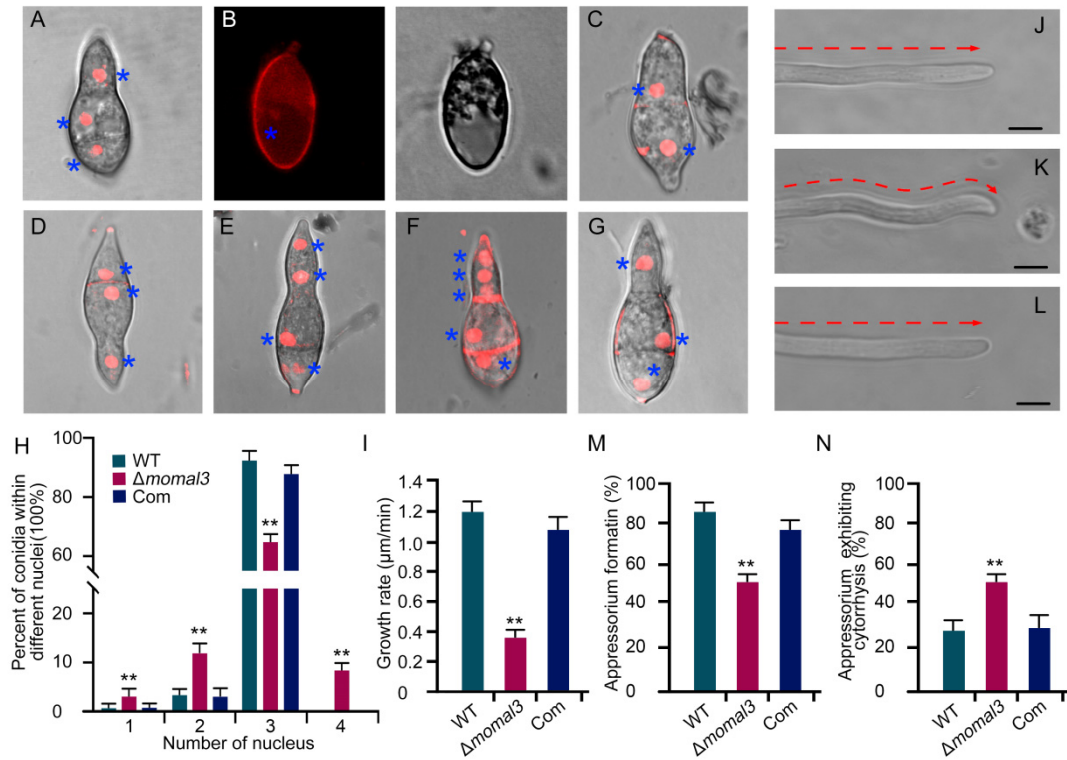 A
B
C
J
K
D
E
F
G
L
H
Percent of conidia within
different nuclei (100%)
100
80
60
20
10
0
WT
Δmomal3
Com
**
**
**
**
1
2
3
4
Number of nucleus
I
Growth rate (μm/min)
1.4
1.2
1.0
0.8
0.6
0.4
0.2
0
**
WT
Δmomal3
Com
M
Appressorium formatin (%)
100
80
60
40
20
0
**
WT
Δmomal3
Com
N
Appressorium exhibiting
cytorrhysis (%)
100
80
60
40
20
0
**
WT
Δmomal3
Com